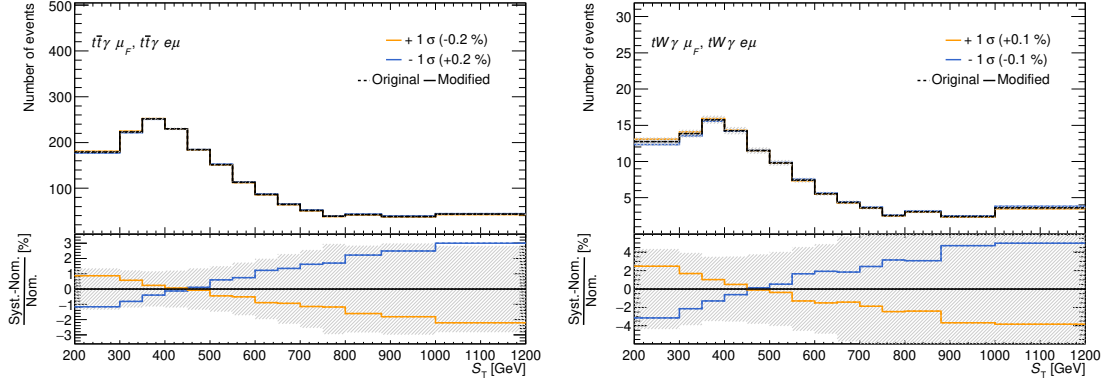 Number of events
500
400
300
200
100
tt̄γ μ_F, tt̄γ eμ
+ 1 σ (-0.2 %)
- 1 σ (+0.2 %)
Original Modified
Syst.-Nom. [%]
Nom.
3
2
1
0
−1
−2
−3
200 300 400 500 600 700 800 900 1000 1100 1200
S_T [GeV]
Number of events
30
25
20
15
10
5
tWγ μ_F, tWγ eμ
+ 1 σ (+0.1 %)
- 1 σ (-0.1 %)
Original Modified
Syst.-Nom. [%]
Nom.
4
2
0
−2
−4
200 300 400 500 600 700 800 900 1000 1100 1200
S_T [GeV]